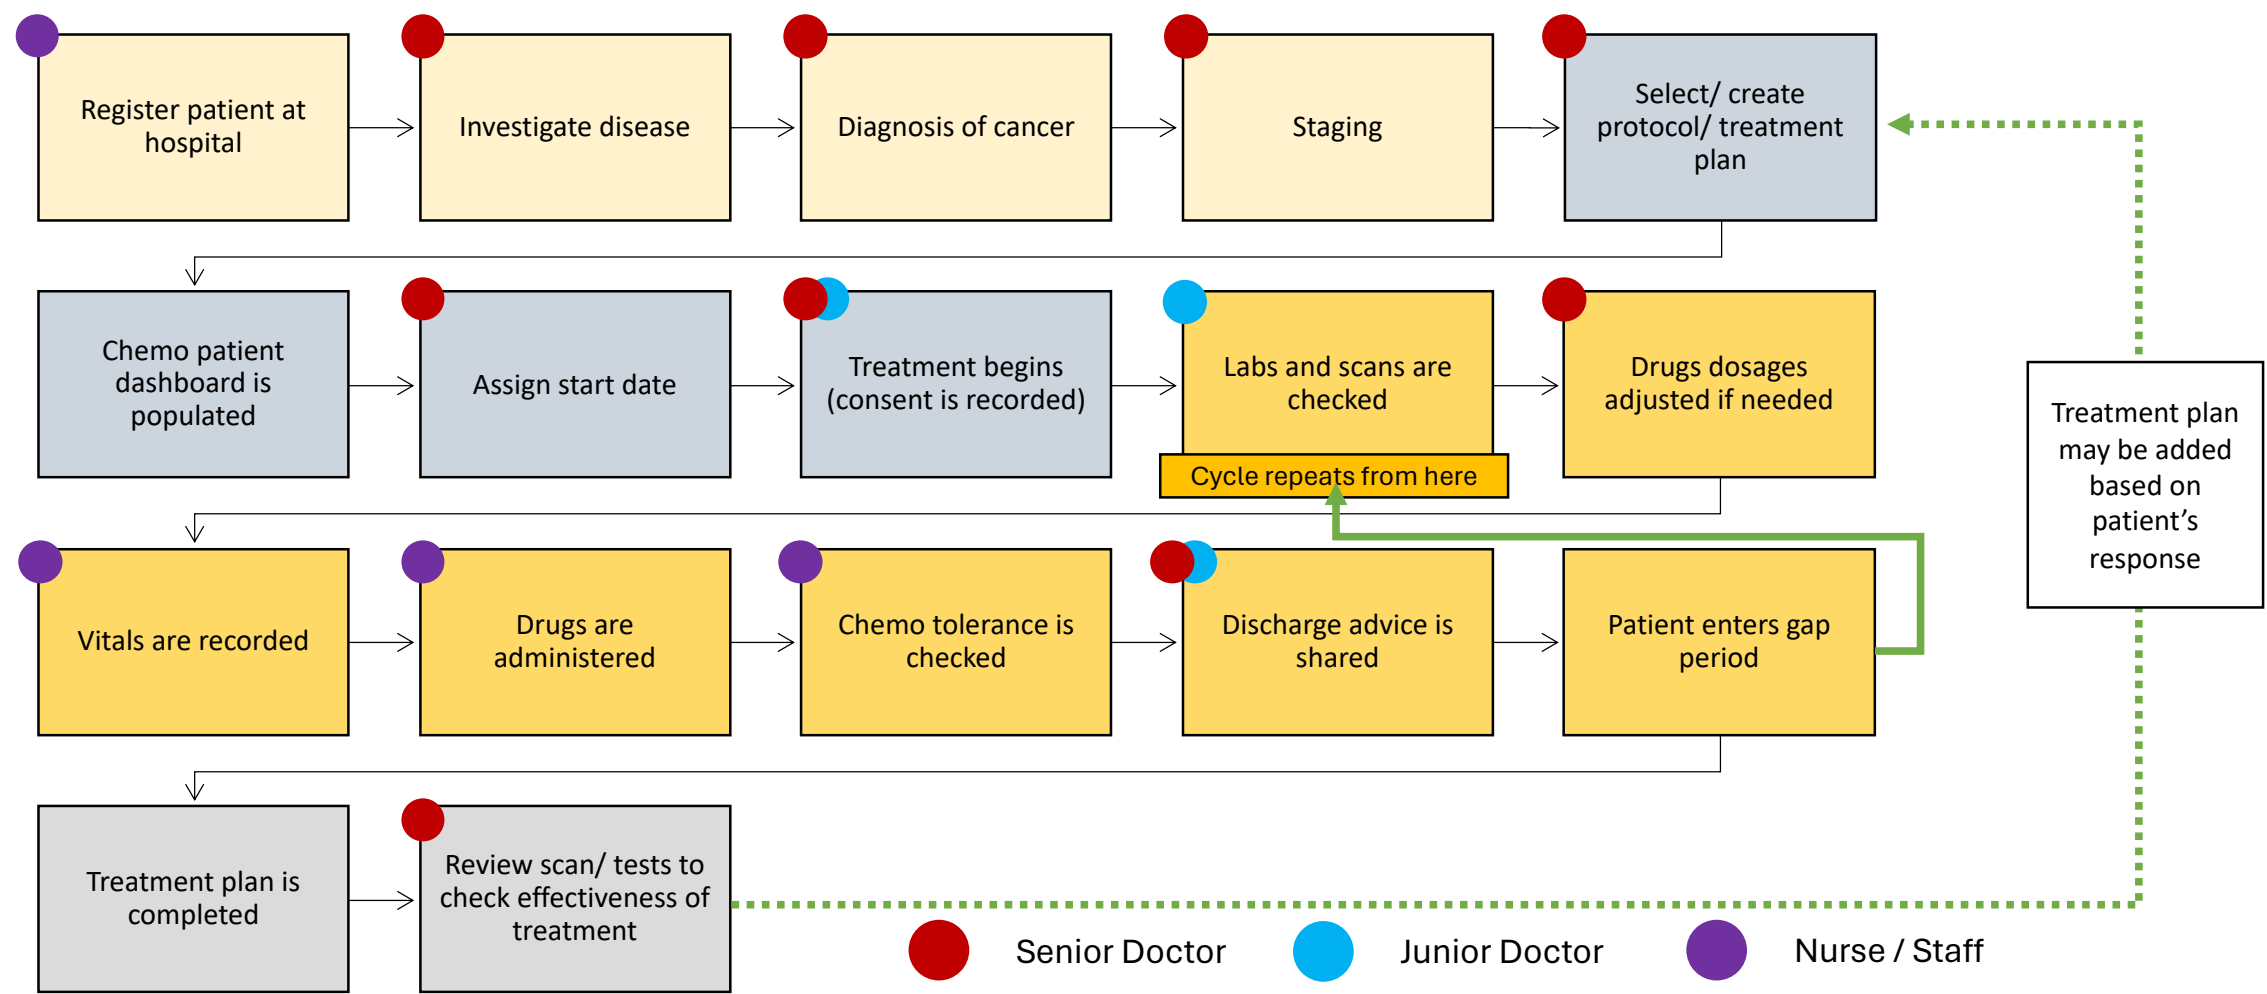 Register patient at
hospital
Investigate disease
Diagnosis of cancer
Staging
Select/ create
protocol/ treatment
plan
Chemo patient
dashboard is
populated
Assign start date
Treatment begins
(consent is recorded)
Labs and scans are
checked
Cycle repeats from here
Drugs dosages
adjusted if needed
Treatment plan
may be added
based on
patient’s
response
Vitals are recorded
Drugs are
administered
Chemo tolerance is
checked
Discharge advice is
shared
Patient enters gap
period
Treatment plan is
completed
Review scan/ tests to
check effectiveness of
treatment
Senior Doctor
Junior Doctor
Nurse / Staff